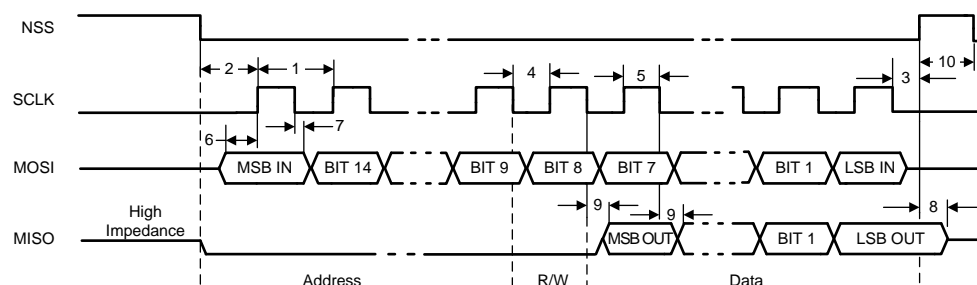 NSS
2
1
4
5
3
10
SCLK
6
7
MOSI
MSB IN
BIT 14
BIT 9
BIT 8
BIT 7
BIT 1
LSB IN
High
Impedance
9
9
8
MISO
MSB OUT
BIT 1
LSB OUT
Address
R/W
Data